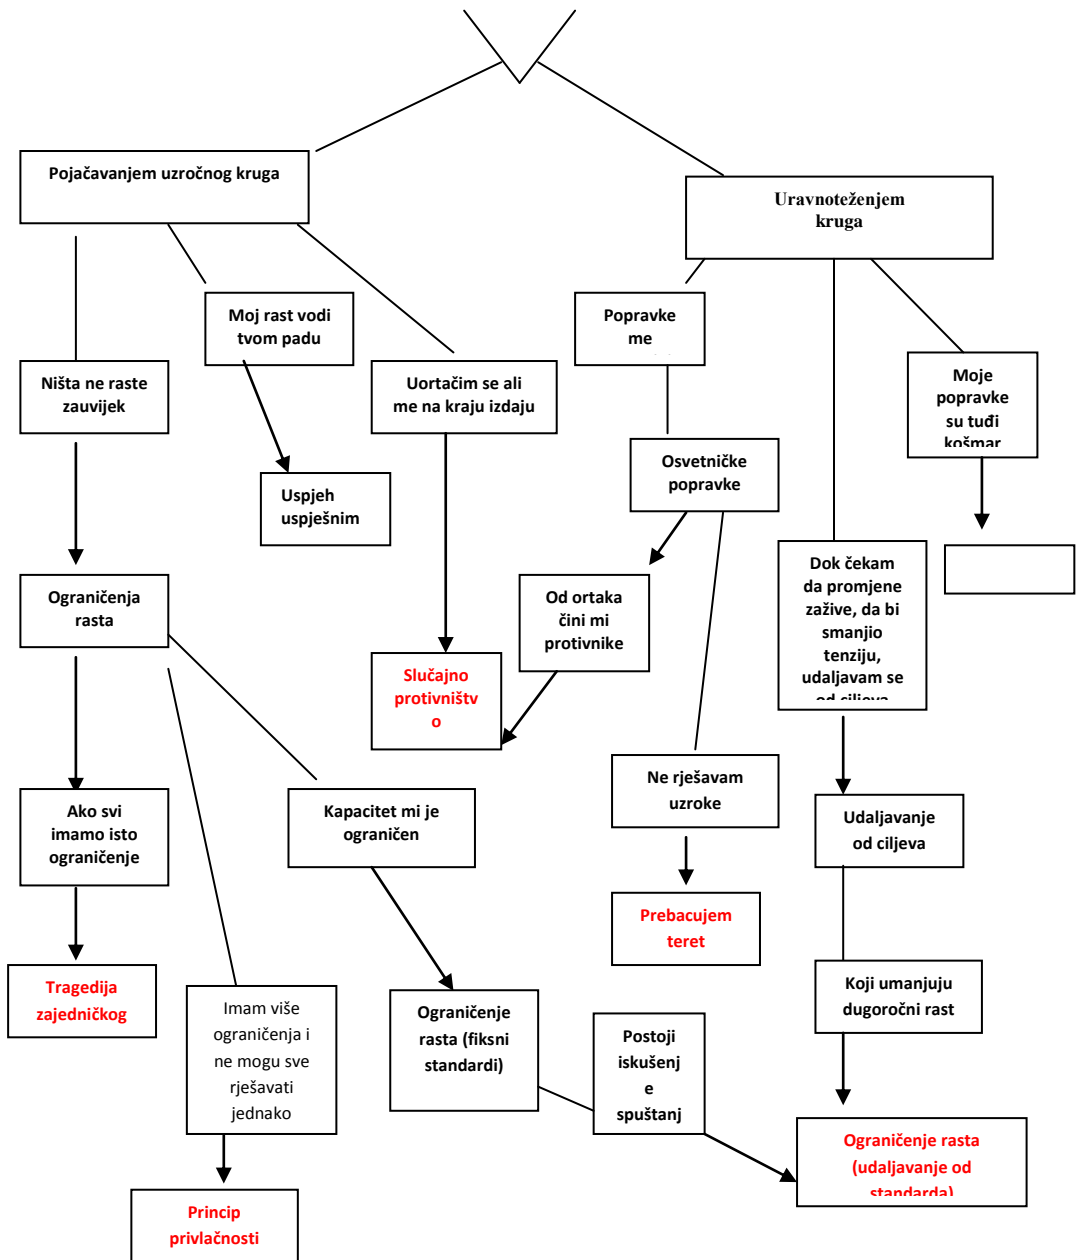 Pojačavanjem uzročnog kruga
Uravnoteženjem
kruga
Moj rast vodi
tvom padu
Popravke
me
Ništa ne raste
zauvijek
Uortačim se ali
me na kraju izdaju
Moje
popravke
su tuđi
košmar
Osvetničke
popravke
Uspjeh
uspješnim
Dok čekam
da promjene
zažive, da bi
smanjio
tenziju,
udaljavam se
od ciljeva
Ograničenja
rasta
Od ortaka
čini mi
protivnike
Slučajno
protivništv
o
Ne rješavam
uzroke
Ako svi
imamo isto
ograničenje
Kapacitet mi je
ograničen
Udaljavanje
od ciljeva
Prebacujem
teret
Tragedija
zajedničkog
Koji umanjuju
dugoročni rast
Imam više
ograničenja i
ne mogu sve
rješavati
jednako
Ograničenje
rasta (fiksni
standardi)
Postoji
iskušenj
e
spuštanj
Ograničenje rasta
(udaljavanje od
standarda)
Princip
privlačnosti